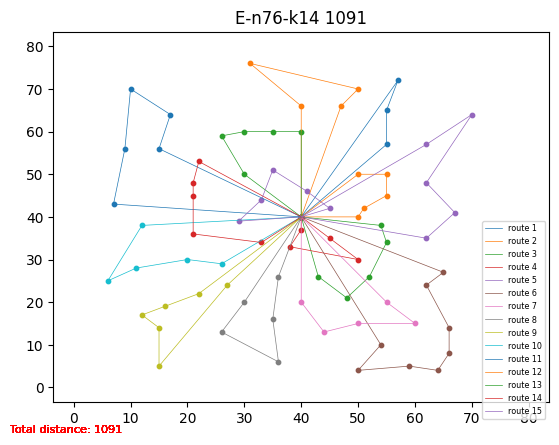 E-n76-k14 1091
80
70
60
50
40
30
20
10
0
0 10 20 30 40 50 60 70 80
route 1
route 2
route 3
route 4
route 5
route 6
route 7
route 8
route 9
route 10
route 11
route 12
route 13
route 14
route 15
Total distance: 1091